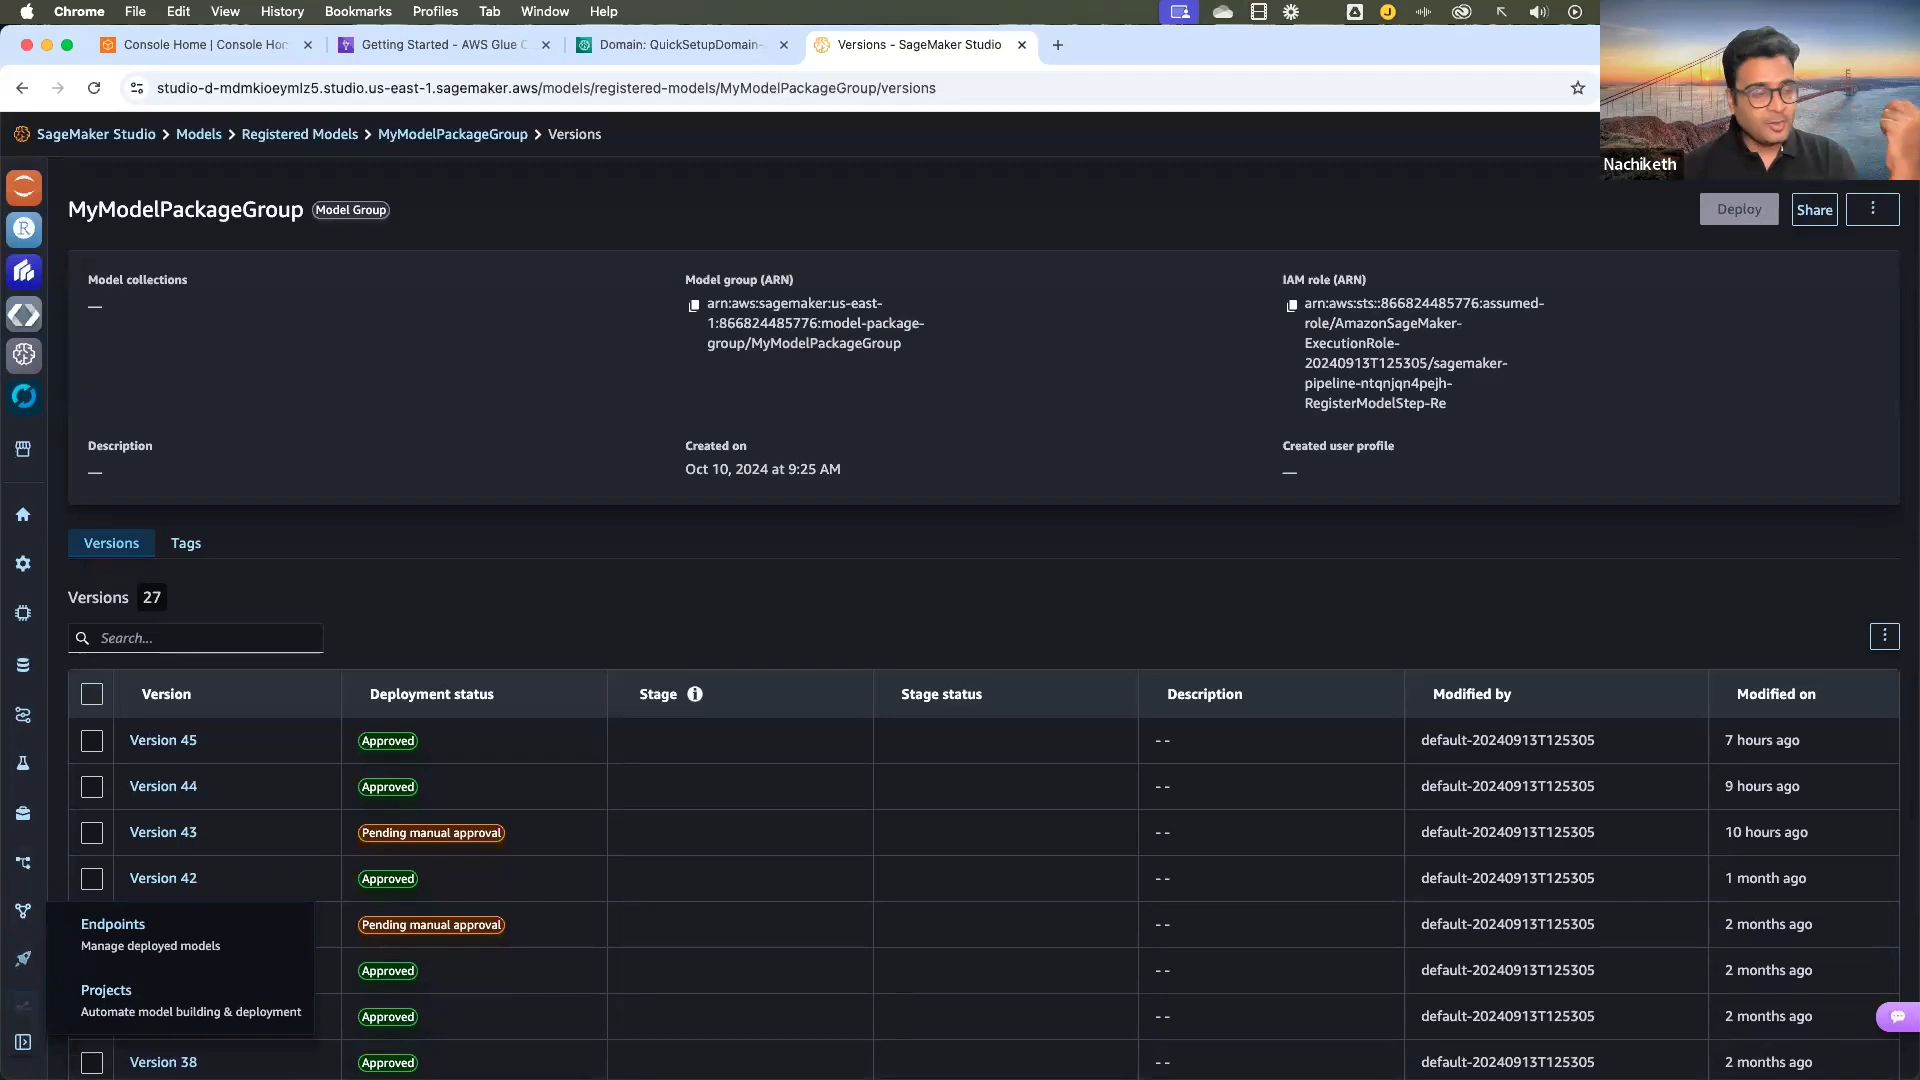 Chrome File Edit View History Bookmarks Profiles Tab Window Help
Console Home | Console Ho
Getting Started - AWS Glue
Domain: QuickSetupDomain-
Versions - SageMaker Studio
studio-d-mdmkioeymlz5.studio.us-east-1.sagemaker.aws/models/registered-models/MyModelPackageGroup/versions
SageMaker Studio > Models > Registered Models > MyModelPackageGroup > Versions
Nachiketh
MyModelPackageGroup Model Group
Deploy Share
Model collections
—
Model group (ARN)
arn:aws:sagemaker:us-east-
1:866824485776:model-package-
group/MyModelPackageGroup
IAM role (ARN)
arn:aws:sts::866824485776:assumed-
role/AmazonSageMaker-
ExecutionRole-
20240913T125305/sagemaker-
pipeline-ntqnjqn4pejh-
RegisterModelStep-Re
Description
—
Created on
Oct 10, 2024 at 9:25 AM
Created user profile
—
Versions Tags
Versions 27
Search...
Version Deployment status Stage Stage status Description Modified by Modified on
Version 45 Approved -- default-20240913T125305 7 hours ago
Version 44 Approved -- default-20240913T125305 9 hours ago
Version 43 Pending manual approval -- default-20240913T125305 10 hours ago
Version 42 Approved -- default-20240913T125305 1 month ago
Pending manual approval -- default-20240913T125305 2 months ago
Approved -- default-20240913T125305 2 months ago
Approved -- default-20240913T125305 2 months ago
Version 38 Approved -- default-20240913T125305 2 months ago
Endpoints
Manage deployed models
Projects
Automate model building & deployment